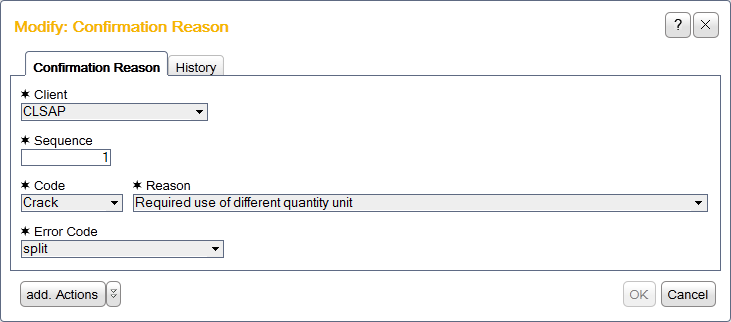 Modify: Confirmation Reason
?
Confirmation Reason History
✶ Client
CLSAP
✶ Sequence
1
✶ Code ✶ Reason
Crack Required use of different quantity unit
✶ Error Code
split
add. Actions OK Cancel